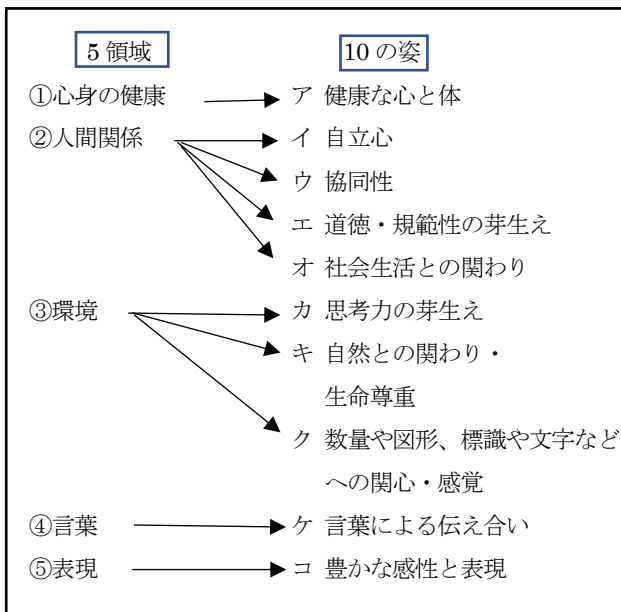 5 領域 10 の姿
①心身の健康 ア 健康な心と体
②人間関係 イ 自立心
ウ 協同性
エ 道徳・規範性の芽生え
オ 社会生活との関わり
③環境 カ 思考力の芽生え
キ 自然との関わり・
生命尊重
ク 数量や図形、標識や文字など
への関心・感覚
④言葉 ケ 言葉による伝え合い
⑤表現 コ 豊かな感性と表現